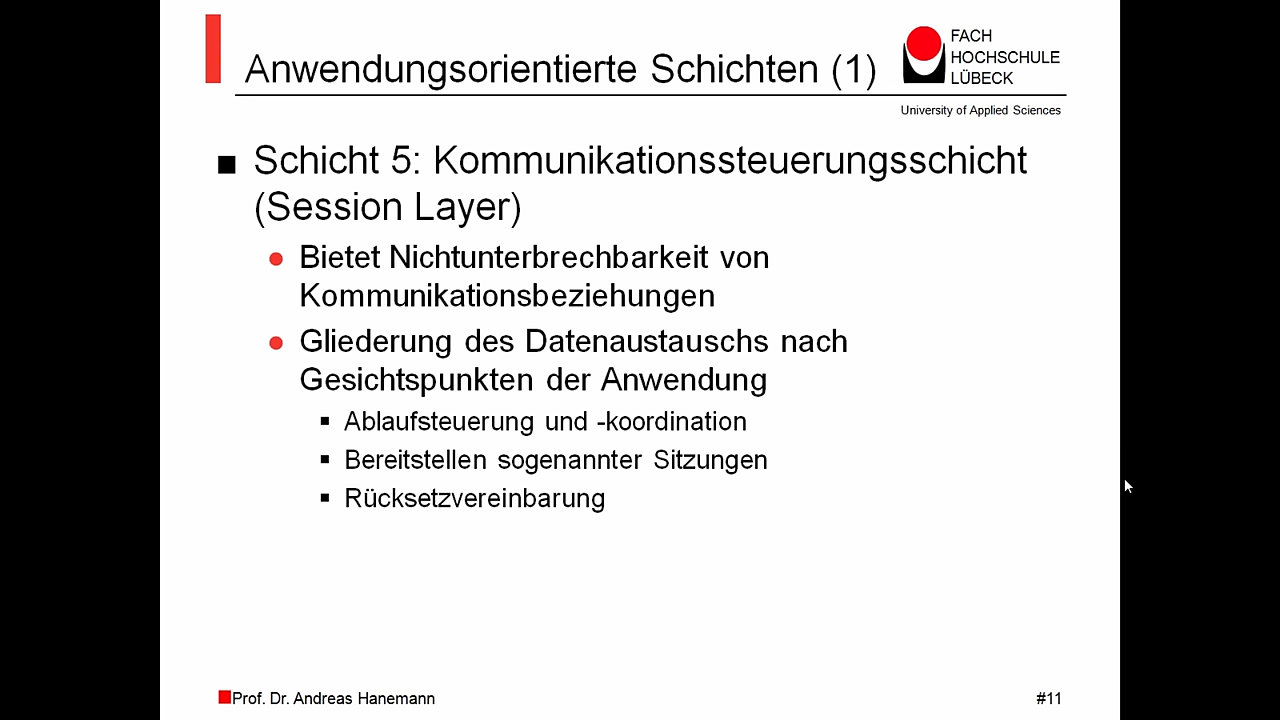 Anwendungsorientierte Schichten (1)
FACH
HOCHSCHULE
LÜBECK
University of Applied Sciences
Schicht 5: Kommunikationssteuerungsschicht
(Session Layer)
Bietet Nichtunterbrechbarkeit von
Kommunikationsbeziehungen
Gliederung des Datenaustauschs nach
Gesichtspunkten der Anwendung
Ablaufsteuerung und -koordination
Bereitstellen sogenannter Sitzungen
Rücksetzvereinbarung
Prof. Dr. Andreas Hanemann
#11